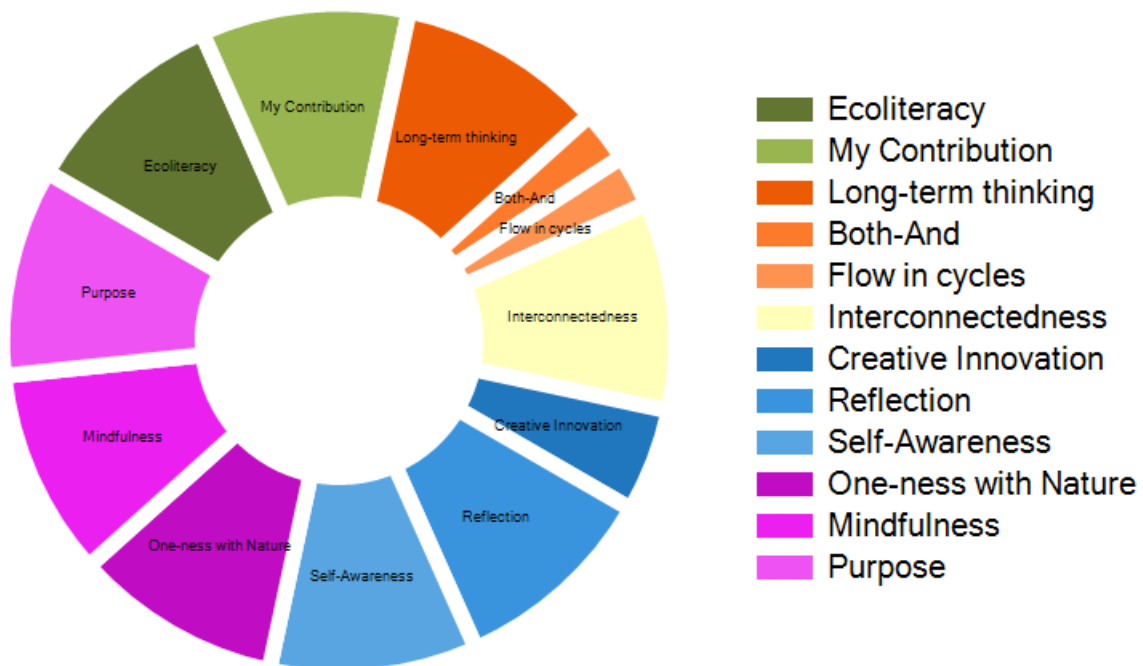 My Contribution
Long-term thinking
Ecoliteracy
Both-And
Flow in cycles
Purpose
Interconnectedness
Creative Innovation
Mindfulness
Reflection
One-ness with Nature
Self-Awareness
Ecoliteracy
My Contribution
Long-term thinking
Both-And
Flow in cycles
Interconnectedness
Creative Innovation
Reflection
Self-Awareness
One-ness with Nature
Mindfulness
Purpose